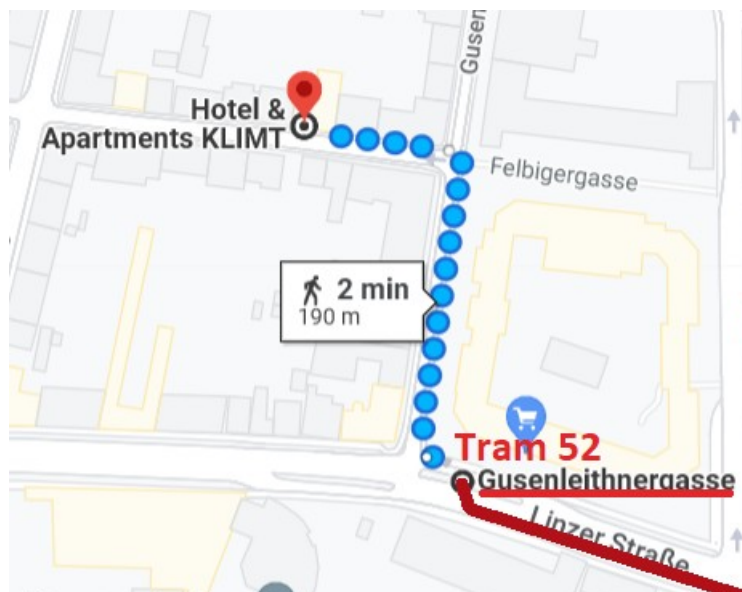 Gusen
Hotel &
Apartments KLIMT
Felbigergasse
2 min
190 m
Tram 52
Gusenleithnergasse
Linzer Straße